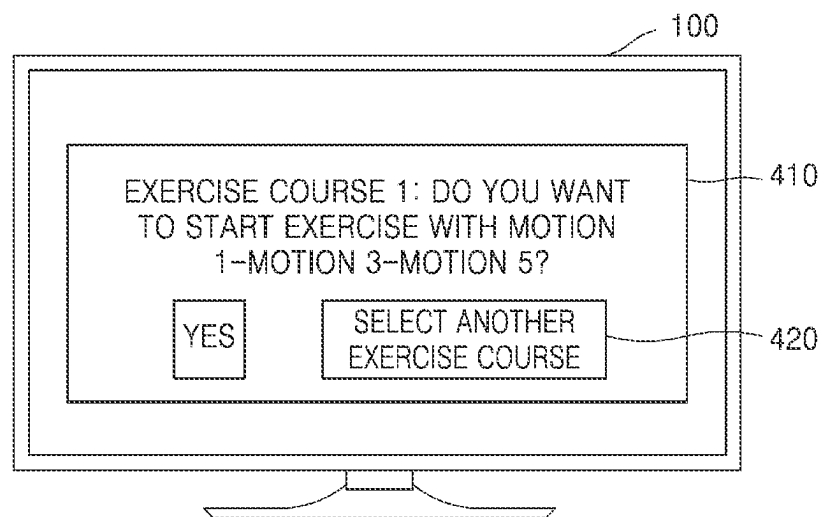 100
410
EXERCISE COURSE 1: DO YOU WANT
TO START EXERCISE WITH MOTION
1-MOTION 3-MOTION 5?
YES
SELECT ANOTHER
EXERCISE COURSE
420